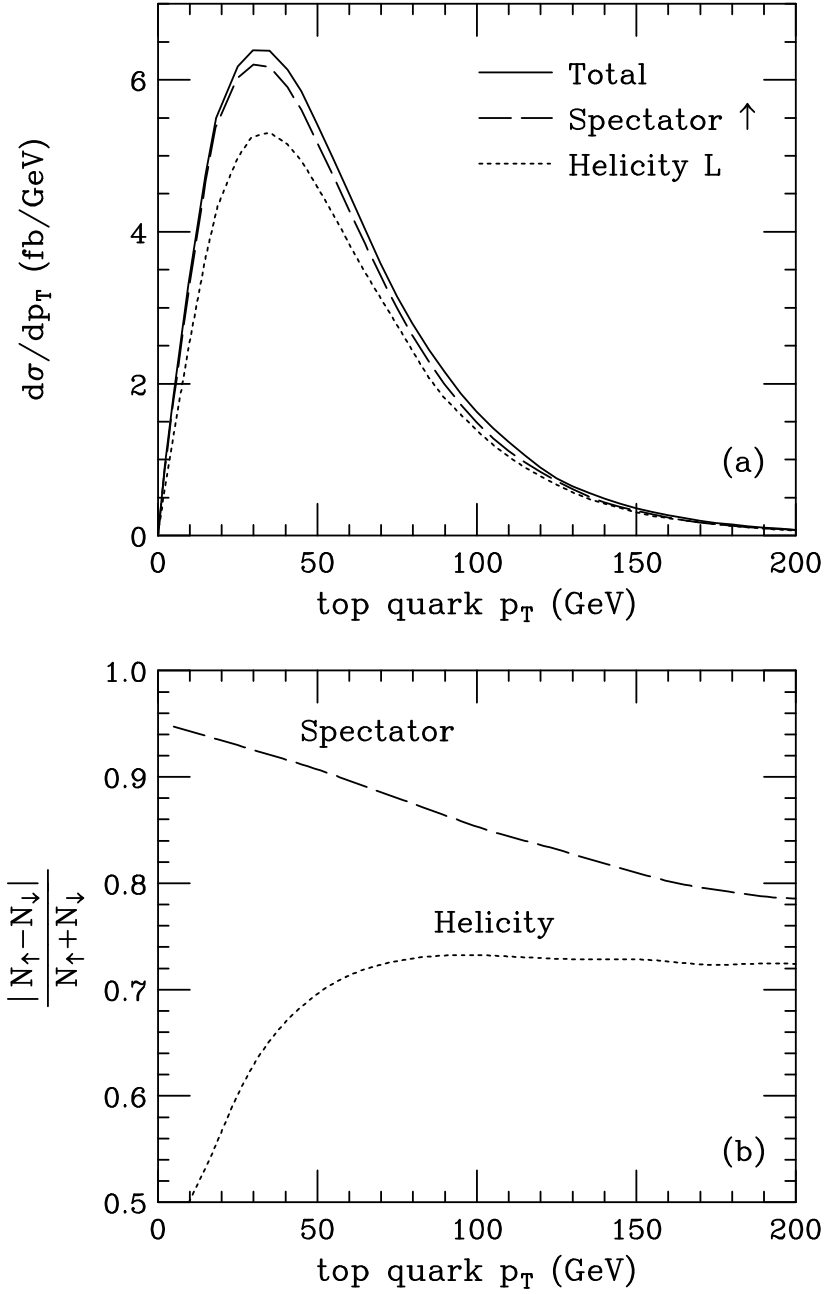 Total
Spectator ↑
Helicity L
dσ/dp_T (fb/GeV)
6
4
2
0
(a)
0 50 100 150 200
top quark p_T (GeV)
1.0
0.9
0.8
0.7
0.6
0.5
Spectator
Helicity
|N↑−N↓|
N↑+N↓
(b)
0 50 100 150 200
top quark p_T (GeV)